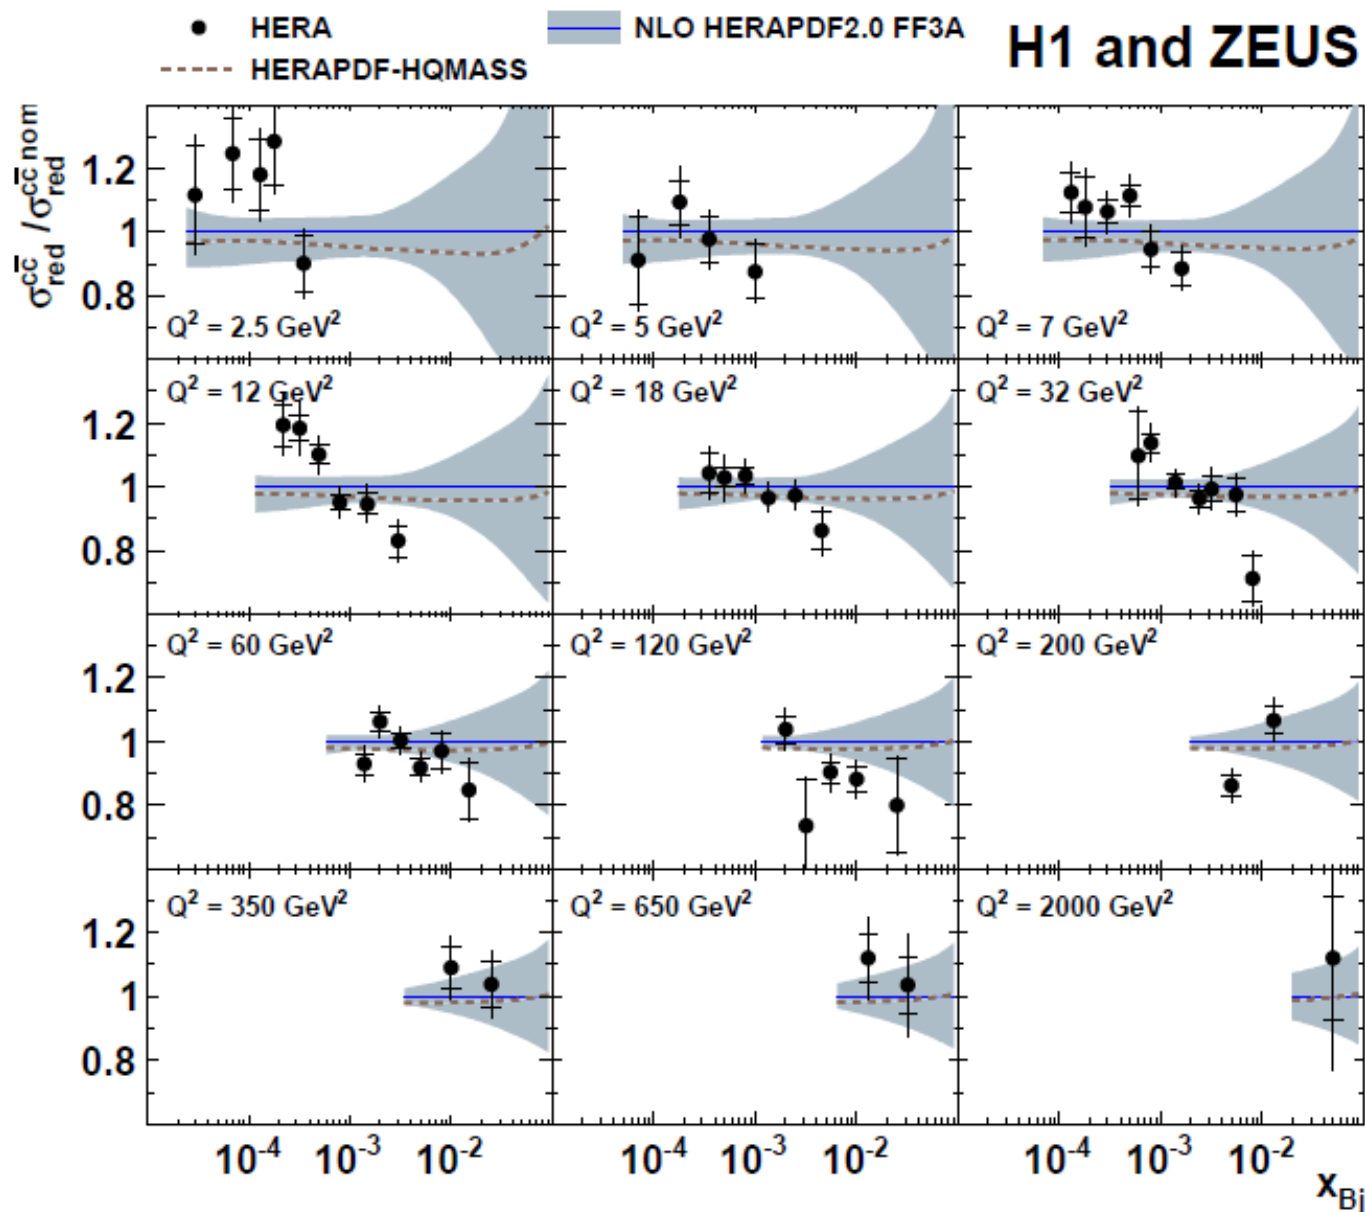 HERA
NLO HERAPDF2.0 FF3A
H1 and ZEUS
HERAPDF-HQMASS
σ_red^{cc̄} / σ_red^{cc̄ nom}
1.2
1
0.8
Q² = 2.5 GeV²
Q² = 5 GeV²
Q² = 7 GeV²
Q² = 12 GeV²
Q² = 18 GeV²
Q² = 32 GeV²
1.2
1
0.8
Q² = 60 GeV²
Q² = 120 GeV²
Q² = 200 GeV²
1.2
1
0.8
Q² = 350 GeV²
Q² = 650 GeV²
Q² = 2000 GeV²
1.2
1
0.8
10⁻⁴ 10⁻³ 10⁻²
10⁻⁴ 10⁻³ 10⁻²
10⁻⁴ 10⁻³ 10⁻²
x_Bj